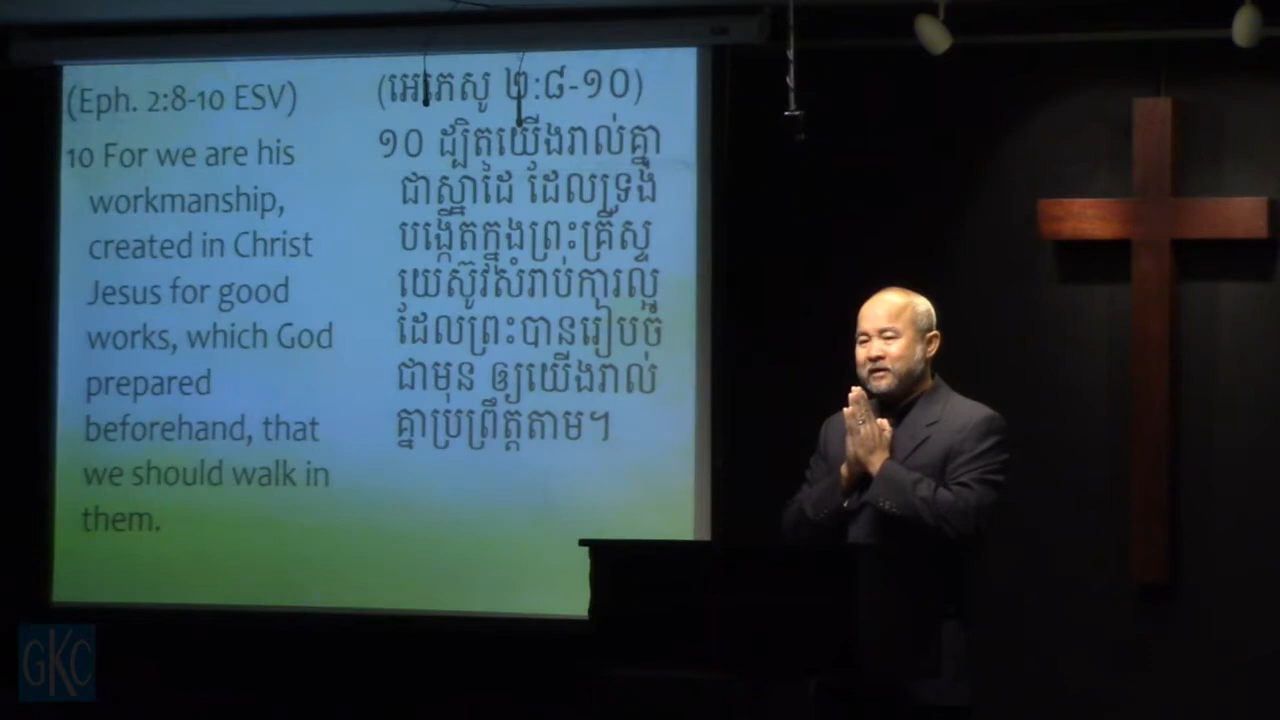 (Eph. 2:8-10 ESV)
10 For we are his
workmanship,
created in Christ
Jesus for good
works, which God
prepared
beforehand, that
we should walk in
them.
(អេភេសូ ២:៨-១០)
១០ ដ្បិតយើងរាល់គ្នា
ជាស្នាដៃ ដែលទ្រង់
បង្កើតក្នុងព្រះគ្រីស្ទ
យេស៊ូវសំរាប់ការល្អ
ដែលព្រះបានរៀបចំ
ជាមុន ឲ្យយើងរាល់
គ្នាប្រព្រឹត្តតាម។
GKC